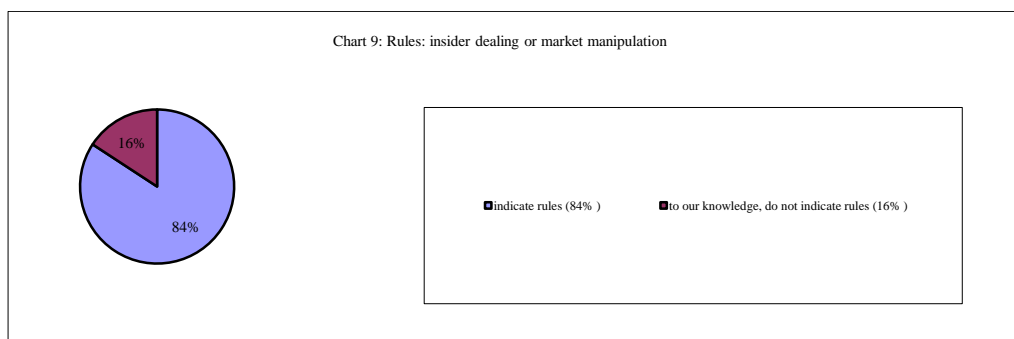 Chart 9: Rules: insider dealing or market manipulation
16%
84%
indicate rules (84% )
to our knowledge, do not indicate rules (16% )